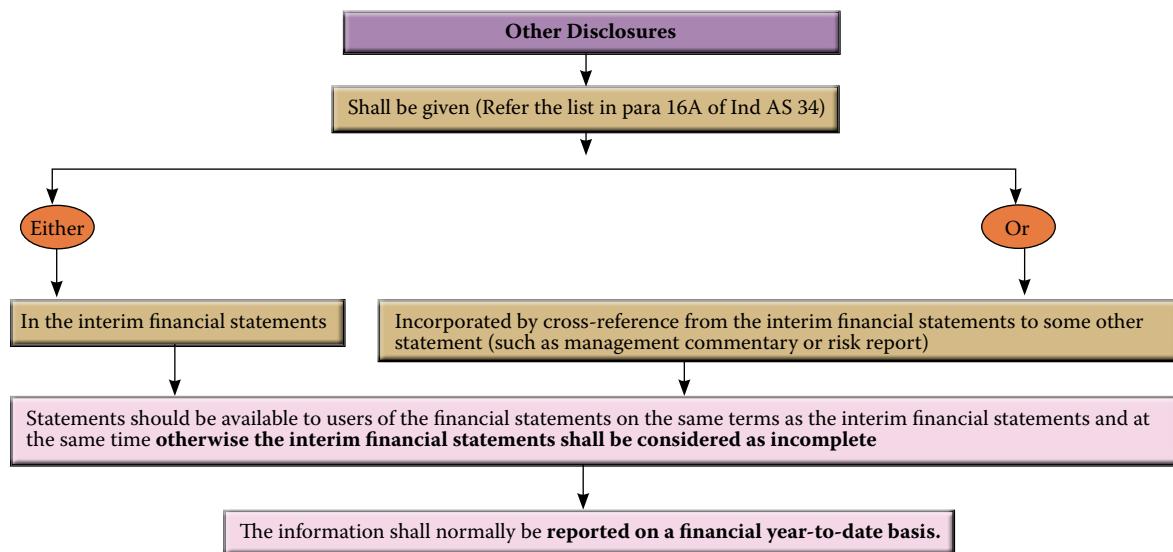 Other Disclosures
Shall be given (Refer the list in para 16A of Ind AS 34)
Either
Or
In the interim financial statements
Incorporated by cross-reference from the interim financial statements to some other
statement (such as management commentary or risk report)
Statements should be available to users of the financial statements on the same terms as the interim financial statements and at
the same time otherwise the interim financial statements shall be considered as incomplete
The information shall normally be reported on a financial year-to-date basis.